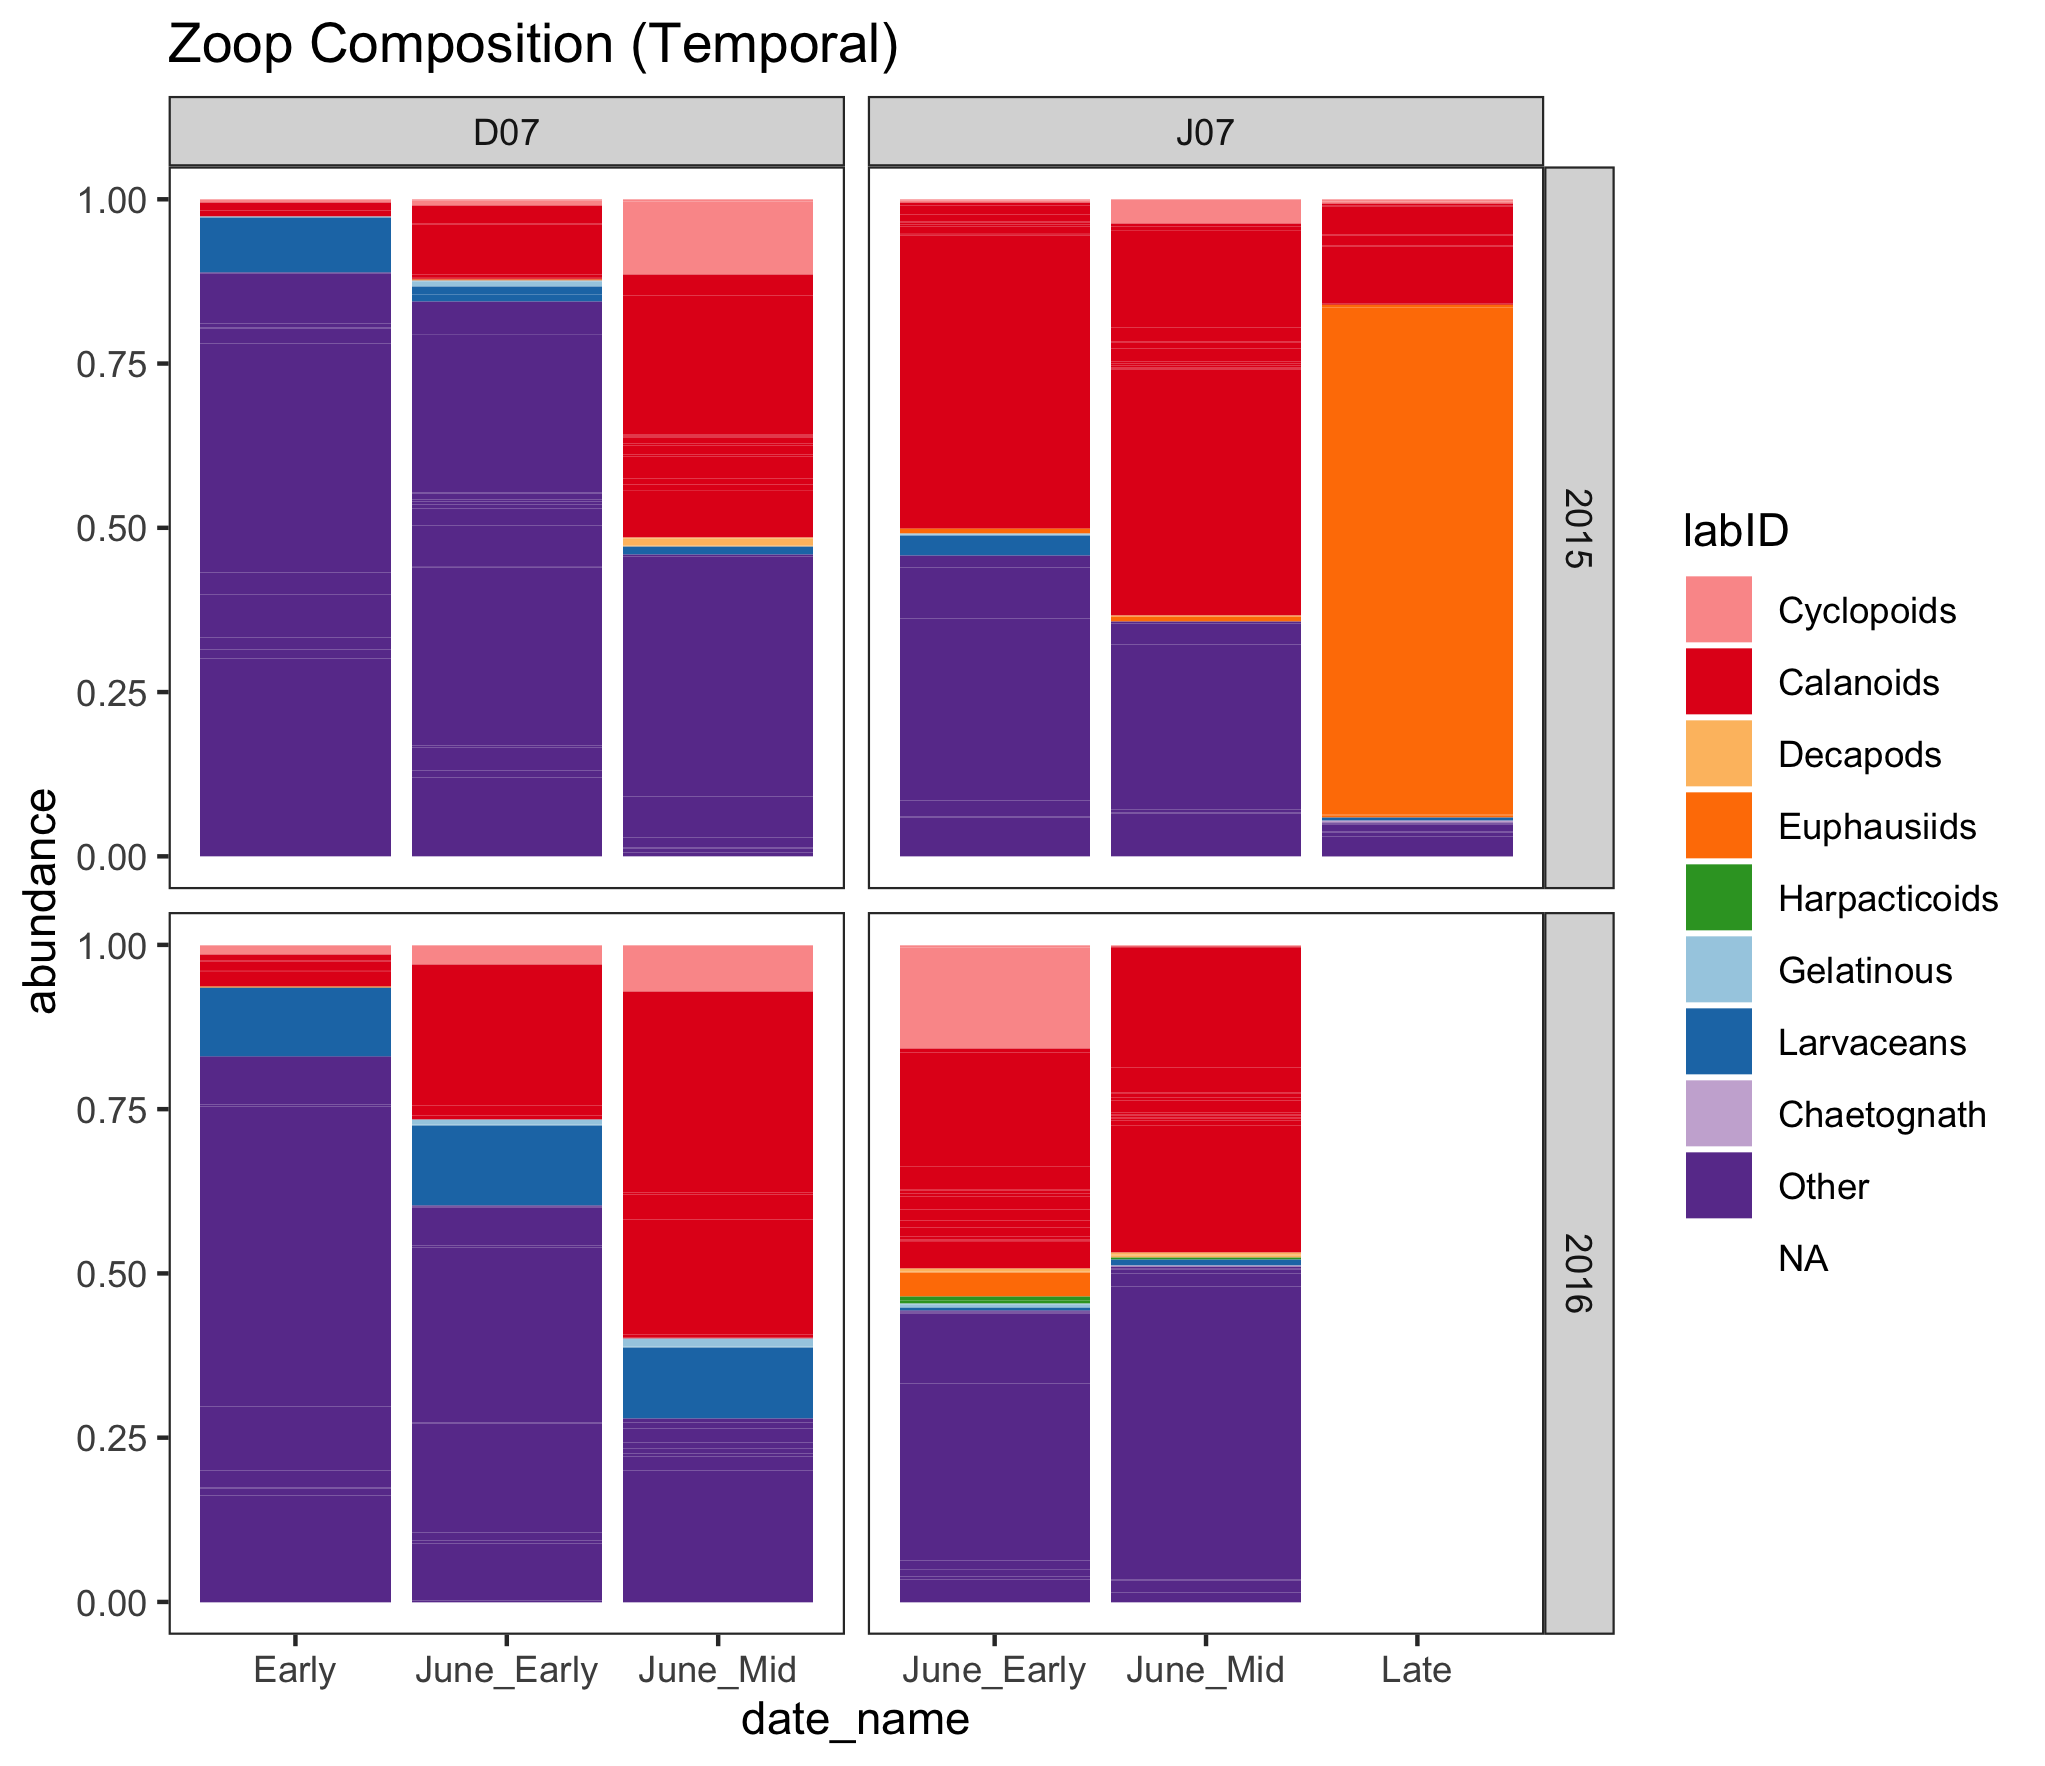 Zoop Composition (Temporal)
D07
J07
1.00
0.75
0.50
0.25
0.00
2015
1.00
0.75
0.50
0.25
0.00
2016
abundance
Early
June_Early
June_Mid
June_Early
June_Mid
Late
date_name
labID
Cyclopoids
Calanoids
Decapods
Euphausiids
Harpacticoids
Gelatinous
Larvaceans
Chaetognath
Other
NA